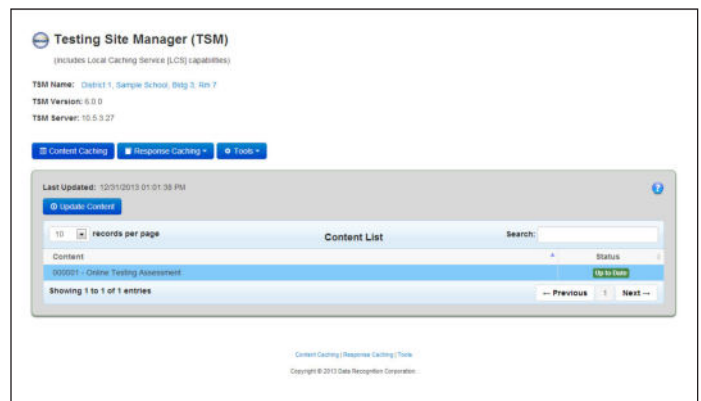 Testing Site Manager (TSM)
(includes Local Caching Service [LCS] capabilities)
TSM Name: District 1, Sample School, Bldg 3, Rm 7
TSM Version: 6.0.0
TSM Server: 10.5.3.27
Content Caching Response Caching Tools
Last Updated: 12/31/2013 01:01:38 PM
Update Content
10 records per page Content List Search:
Content Status
000001 - Online Testing Assessment Up to Date
Showing 1 to 1 of 1 entries ← Previous 1 Next →
Content Caching | Response Caching | Tools
Copyright © 2013 Data Recognition Corporation.